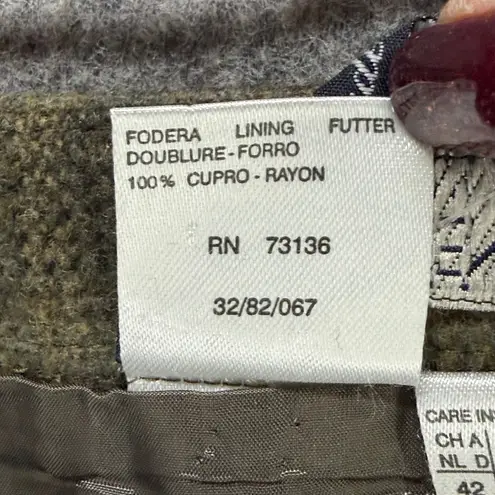 FODERA LINING FUTTER
DOUBLURE-FORRO
100% CUPRO-RAYON
RN 73136
32/82/067
CARE IN
CH A
NL D
42